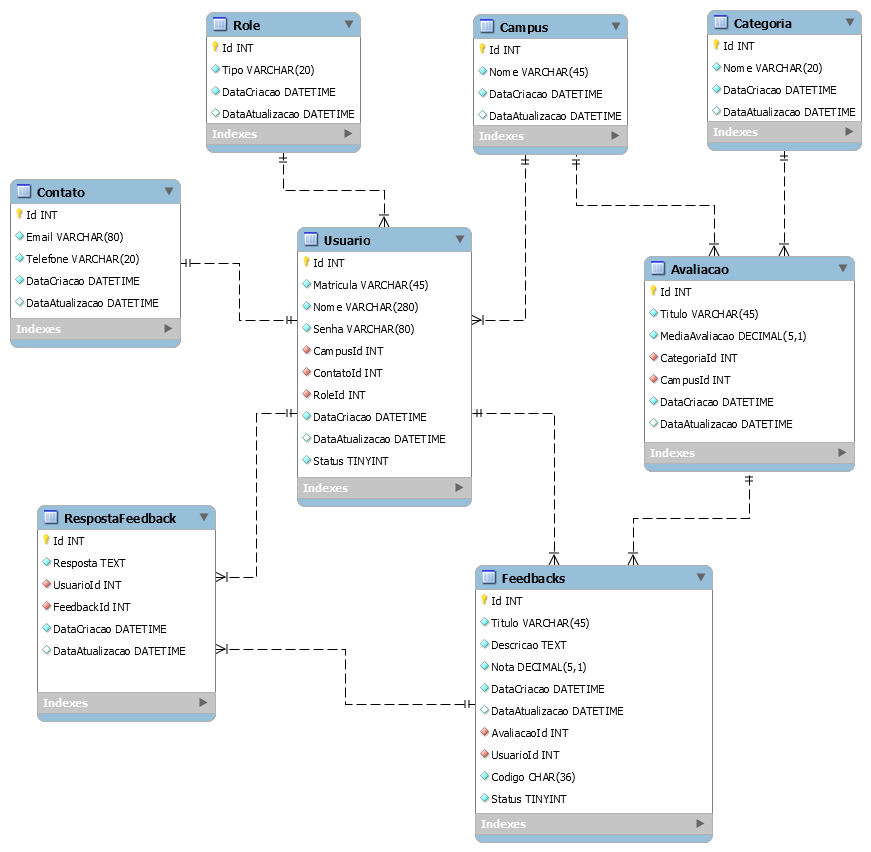 Role
Id INT
Tipo VARCHAR(20)
DataCriacao DATETIME
DataAtualizacao DATETIME
Indexes
Campus
Id INT
Nome VARCHAR(45)
DataCriacao DATETIME
DataAtualizacao DATETIME
Indexes
Categoria
Id INT
Nome VARCHAR(20)
DataCriacao DATETIME
DataAtualizacao DATETIME
Indexes
Contato
Id INT
Email VARCHAR(80)
Telefone VARCHAR(20)
DataCriacao DATETIME
DataAtualizacao DATETIME
Indexes
Usuario
Id INT
Matricula VARCHAR(45)
Nome VARCHAR(280)
Senha VARCHAR(80)
CampusId INT
ContatoId INT
RoleId INT
DataCriacao DATETIME
DataAtualizacao DATETIME
Status TINYINT
Indexes
Avaliacao
Id INT
Titulo VARCHAR(45)
MediaAvaliacao DECIMAL(5,1)
CategoriaId INT
CampusId INT
DataCriacao DATETIME
DataAtualizacao DATETIME
Indexes
RespostaFeedback
Id INT
Resposta TEXT
UsuarioId INT
FeedbackId INT
DataCriacao DATETIME
DataAtualizacao DATETIME
Indexes
Feedbacks
Id INT
Titulo VARCHAR(45)
Descricao TEXT
Nota DECIMAL(5,1)
DataCriacao DATETIME
DataAtualizacao DATETIME
AvaliacaoId INT
UsuarioId INT
Codigo CHAR(36)
Status TINYINT
Indexes